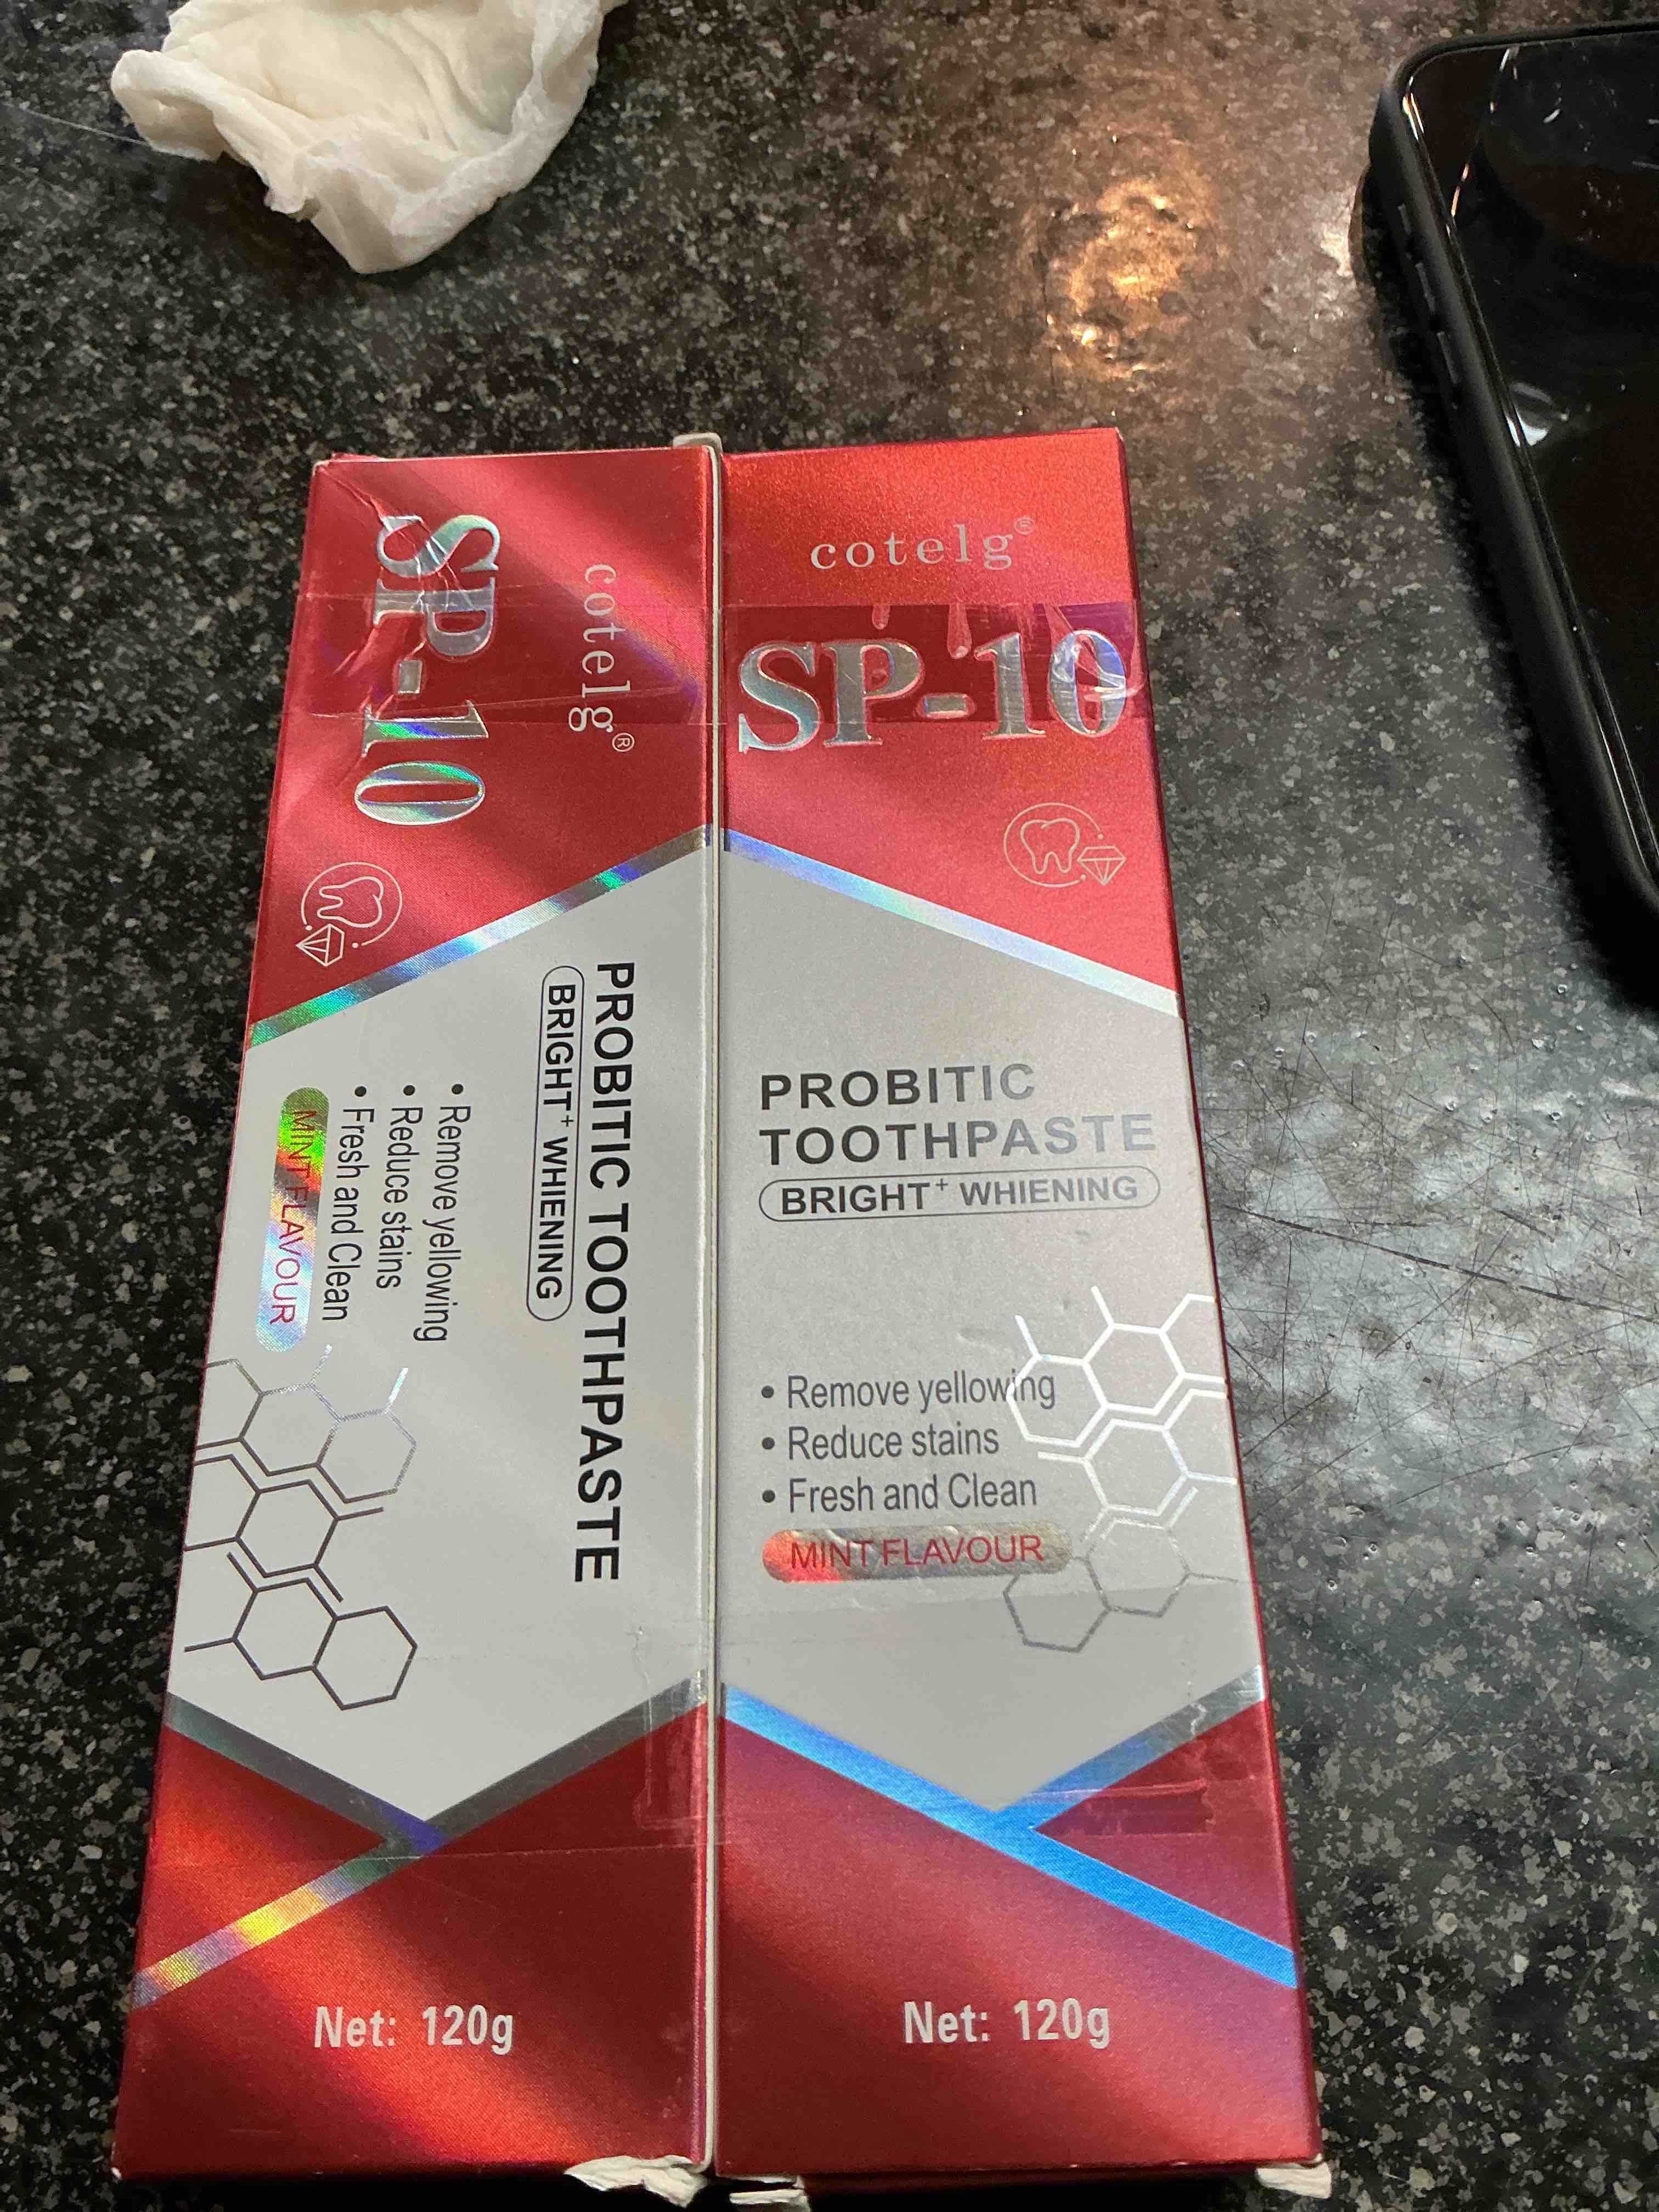 cotelg®
SP-10
PROBITIC TOOTHPASTE
BRIGHT⁺ WHIENING
• Remove yellowing
• Reduce stains
• Fresh and Clean
MINT FLAVOUR
Net: 120g
cotelg®
SP-10
PROBITIC
TOOTHPASTE
BRIGHT⁺ WHIENING
• Remove yellowing
• Reduce stains
• Fresh and Clean
MINT FLAVOUR
Net: 120g